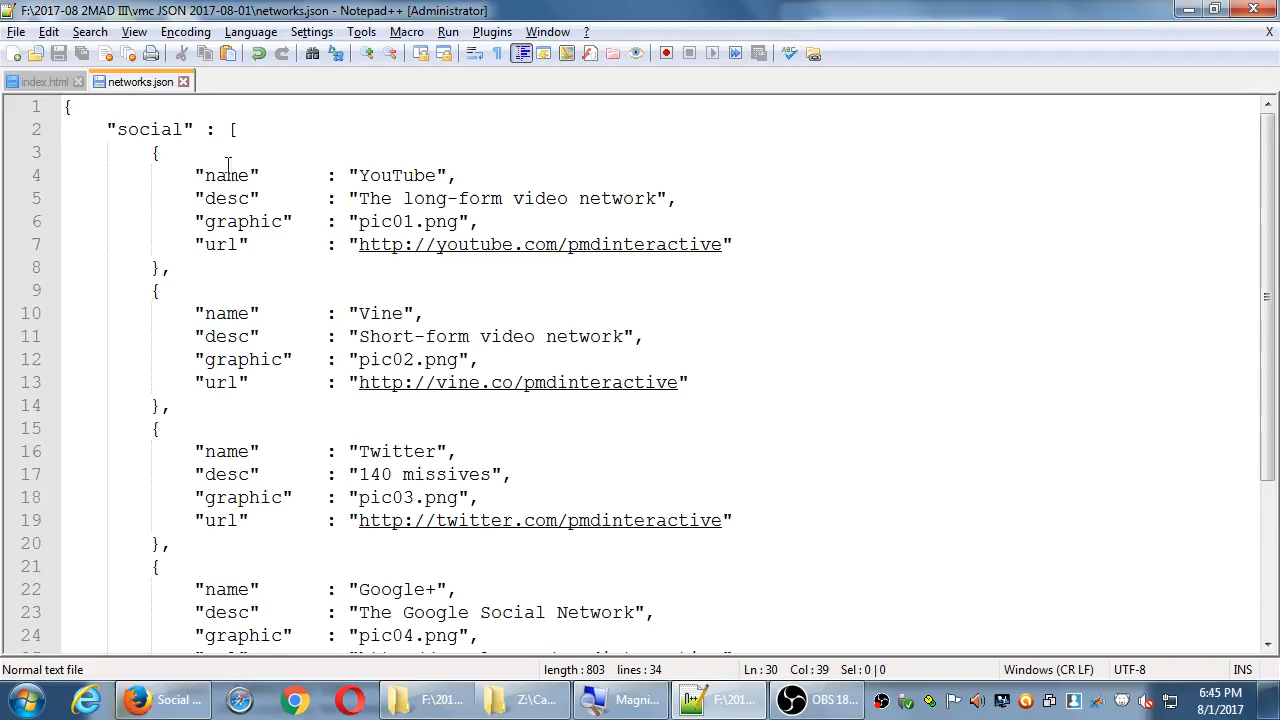 F:\2017-08 2MAD III\vmc JSON 2017-08-01\networks.json - Notepad++ [Administrator]
File Edit Search View Encoding Language Settings Tools Macro Run Plugins Window ? X
index.html networks.json
1 {
2 "social" : [
3 {
4 "name" : "YouTube",
5 "desc" : "The long-form video network",
6 "graphic" : "pic01.png",
7 "url" : "http://youtube.com/pmdinteractive"
8 },
9 {
10 "name" : "Vine",
11 "desc" : "Short-form video network",
12 "graphic" : "pic02.png",
13 "url" : "http://vine.co/pmdinteractive"
14 },
15 {
16 "name" : "Twitter",
17 "desc" : "140 missives",
18 "graphic" : "pic03.png",
19 "url" : "http://twitter.com/pmdinteractive"
20 },
21 {
22 "name" : "Google+",
23 "desc" : "The Google Social Network",
24 "graphic" : "pic04.png",
Normal text file length : 803 lines : 34 Ln : 30 Col : 39 Sel : 0 | 0 Windows (CR LF) UTF-8 INS
Social ... F:\201... Z:\Ca... Magni... F:\201... OBS 18.... 6:45 PM
8/1/2017